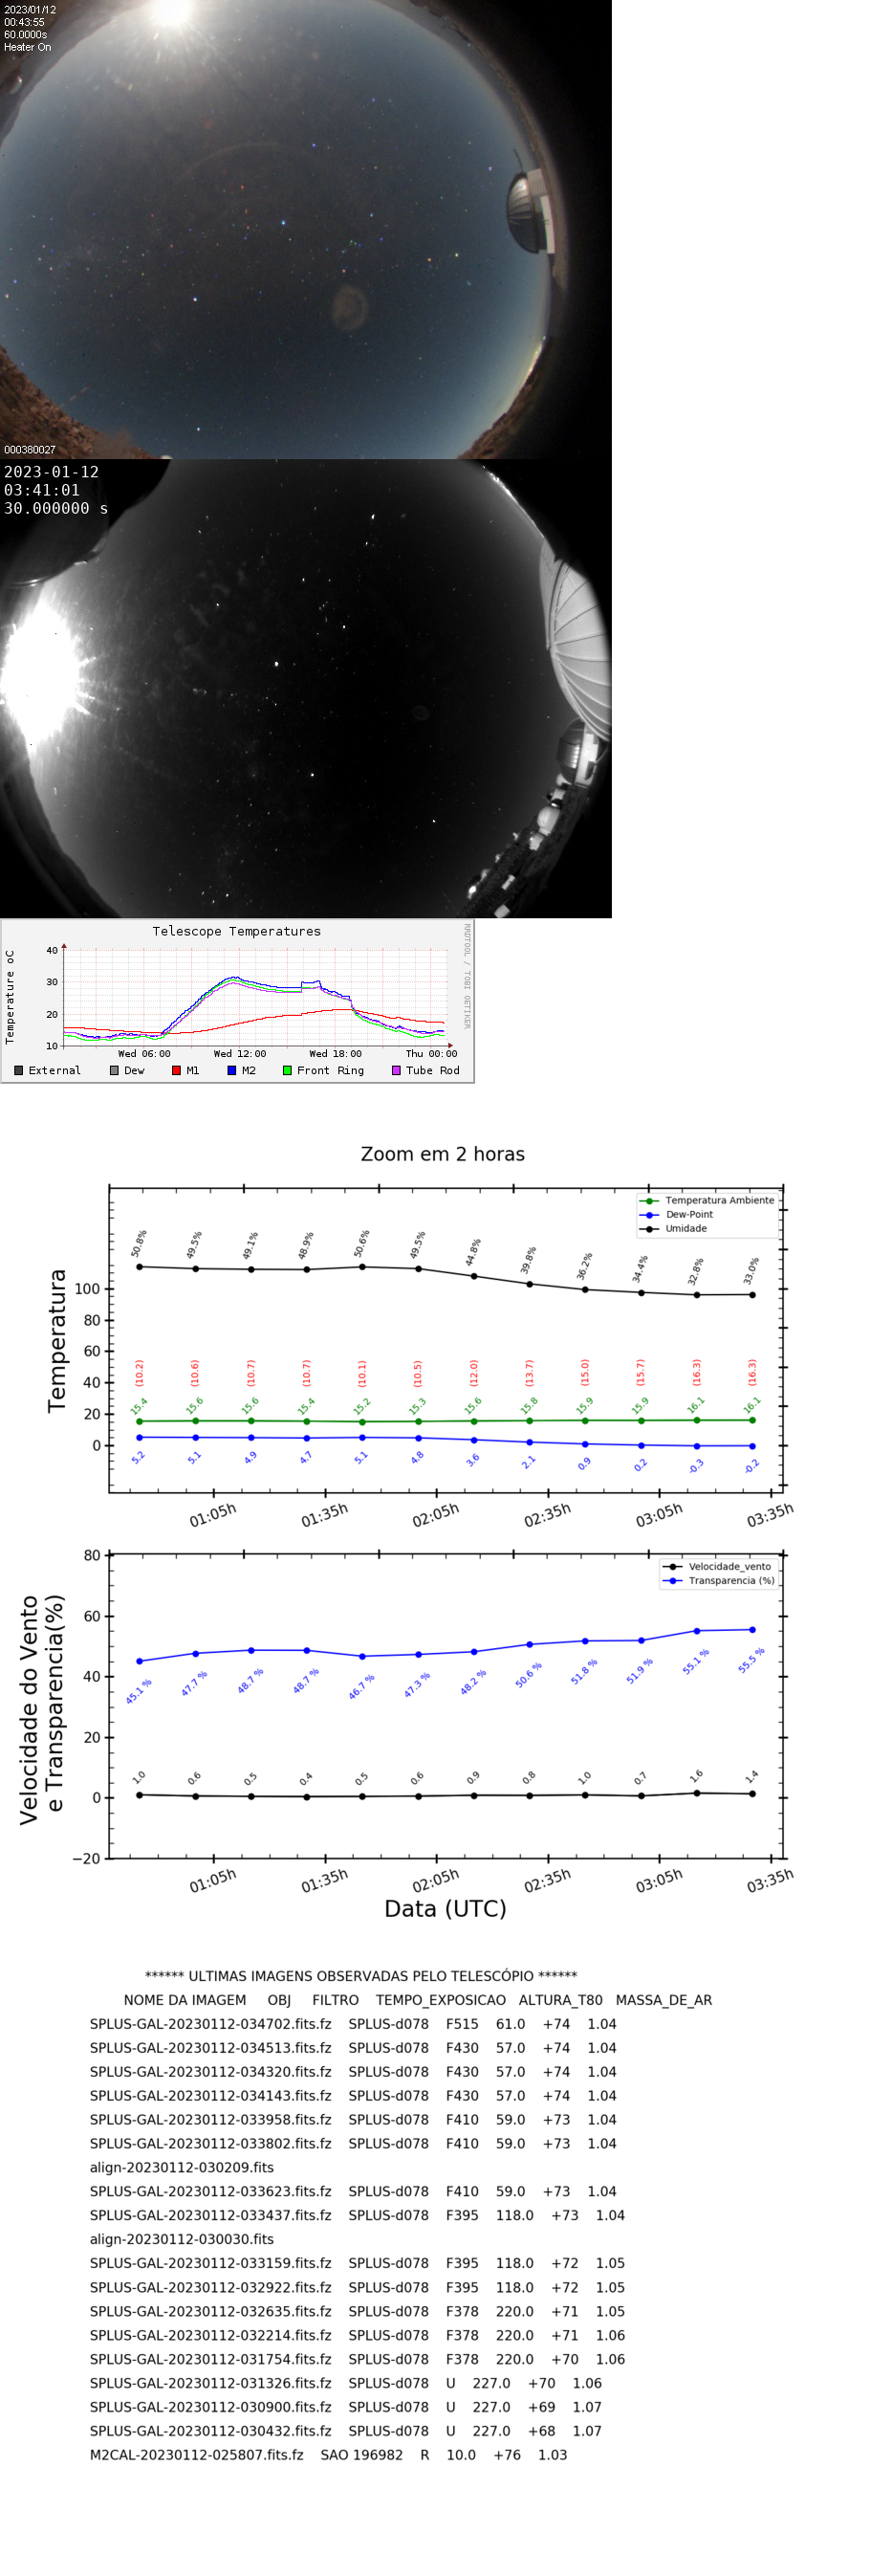 2023/01/12
00:43:55
60.0000s
Heater On
000380027
2023-01-12
03:41:01
30.000000 s
Telescope Temperatures
RRDTOOL / TOBI OETIKER
Temperature oC
40
30
20
10
Wed 06:00 Wed 12:00 Wed 18:00 Thu 00:00
External Dew M1 M2 Front Ring Tube Rod
Zoom em 2 horas
Temperatura Ambiente
Dew-Point
Umidade
Temperatura
100
80
60
40
20
0
50.8% 49.5% 49.1% 48.9% 50.6% 49.5% 44.8% 39.8% 36.2% 34.4% 32.8% 33.0%
(10.2) (10.6) (10.7) (10.7) (10.1) (10.5) (12.0) (13.7) (15.0) (15.7) (16.3) (16.3)
15.4 15.6 15.6 15.4 15.2 15.3 15.6 15.8 15.9 15.9 16.1 16.1
5.2 5.1 4.9 4.7 5.1 4.8 3.6 2.1 0.9 0.2 -0.3 -0.2
01:05h 01:35h 02:05h 02:35h 03:05h 03:35h
Velocidade_vento
Transparencia (%)
Velocidade do Vento
e Transparencia(%)
80
60
40
20
0
−20
45.1 % 47.7 % 48.7 % 48.7 % 46.7 % 47.3 % 48.2 % 50.6 % 51.8 % 51.9 % 55.1 % 55.5 %
1.0 0.6 0.5 0.4 0.5 0.6 0.9 0.8 1.0 0.7 1.6 1.4
01:05h 01:35h 02:05h 02:35h 03:05h 03:35h
Data (UTC)
****** ULTIMAS IMAGENS OBSERVADAS PELO TELESCÓPIO ******
NOME DA IMAGEM OBJ FILTRO TEMPO_EXPOSICAO ALTURA_T80 MASSA_DE_AR
SPLUS-GAL-20230112-034702.fits.fz SPLUS-d078 F515 61.0 +74 1.04
SPLUS-GAL-20230112-034513.fits.fz SPLUS-d078 F430 57.0 +74 1.04
SPLUS-GAL-20230112-034320.fits.fz SPLUS-d078 F430 57.0 +74 1.04
SPLUS-GAL-20230112-034143.fits.fz SPLUS-d078 F430 57.0 +74 1.04
SPLUS-GAL-20230112-033958.fits.fz SPLUS-d078 F410 59.0 +73 1.04
SPLUS-GAL-20230112-033802.fits.fz SPLUS-d078 F410 59.0 +73 1.04
align-20230112-030209.fits
SPLUS-GAL-20230112-033623.fits.fz SPLUS-d078 F410 59.0 +73 1.04
SPLUS-GAL-20230112-033437.fits.fz SPLUS-d078 F395 118.0 +73 1.04
align-20230112-030030.fits
SPLUS-GAL-20230112-033159.fits.fz SPLUS-d078 F395 118.0 +72 1.05
SPLUS-GAL-20230112-032922.fits.fz SPLUS-d078 F395 118.0 +72 1.05
SPLUS-GAL-20230112-032635.fits.fz SPLUS-d078 F378 220.0 +71 1.05
SPLUS-GAL-20230112-032214.fits.fz SPLUS-d078 F378 220.0 +71 1.06
SPLUS-GAL-20230112-031754.fits.fz SPLUS-d078 F378 220.0 +70 1.06
SPLUS-GAL-20230112-031326.fits.fz SPLUS-d078 U 227.0 +70 1.06
SPLUS-GAL-20230112-030900.fits.fz SPLUS-d078 U 227.0 +69 1.07
SPLUS-GAL-20230112-030432.fits.fz SPLUS-d078 U 227.0 +68 1.07
M2CAL-20230112-025807.fits.fz SAO 196982 R 10.0 +76 1.03